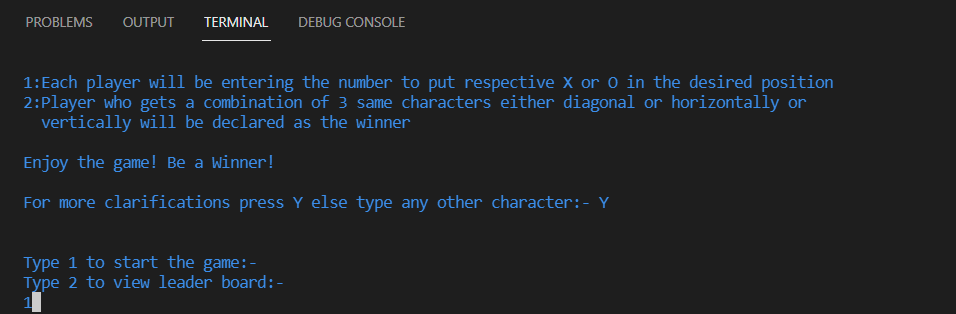 PROBLEMS OUTPUT TERMINAL DEBUG CONSOLE
1:Each player will be entering the number to put respective X or O in the desired position
2:Player who gets a combination of 3 same characters either diagonal or horizontally or
vertically will be declared as the winner
Enjoy the game! Be a Winner!
For more clarifications press Y else type any other character:- Y
Type 1 to start the game:-
Type 2 to view leader board:-
1